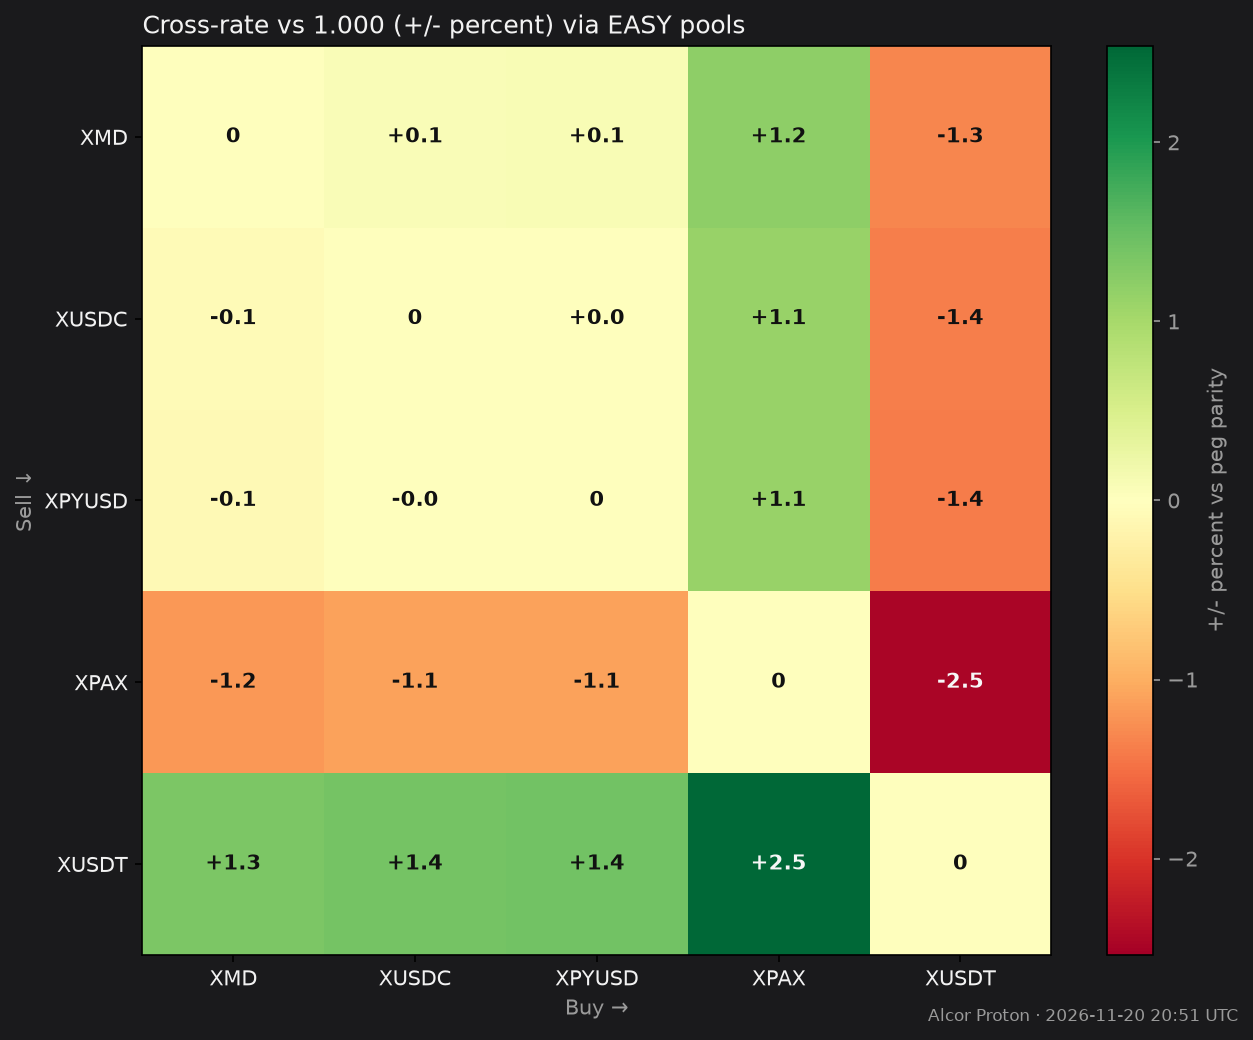 Cross-rate vs 1.000 (+/- percent) via EASY pools
XMD 0 +0.1 +0.1 +1.2 -1.3
XUSDC -0.1 0 +0.0 +1.1 -1.4
XPYUSD -0.1 -0.0 0 +1.1 -1.4
XPAX -1.2 -1.1 -1.1 0 -2.5
XUSDT +1.3 +1.4 +1.4 +2.5 0
XMD XUSDC XPYUSD XPAX XUSDT
Sell ↓
Buy →
2
1
0
−1
−2
+/- percent vs peg parity
Alcor Proton · 2026-11-20 20:51 UTC